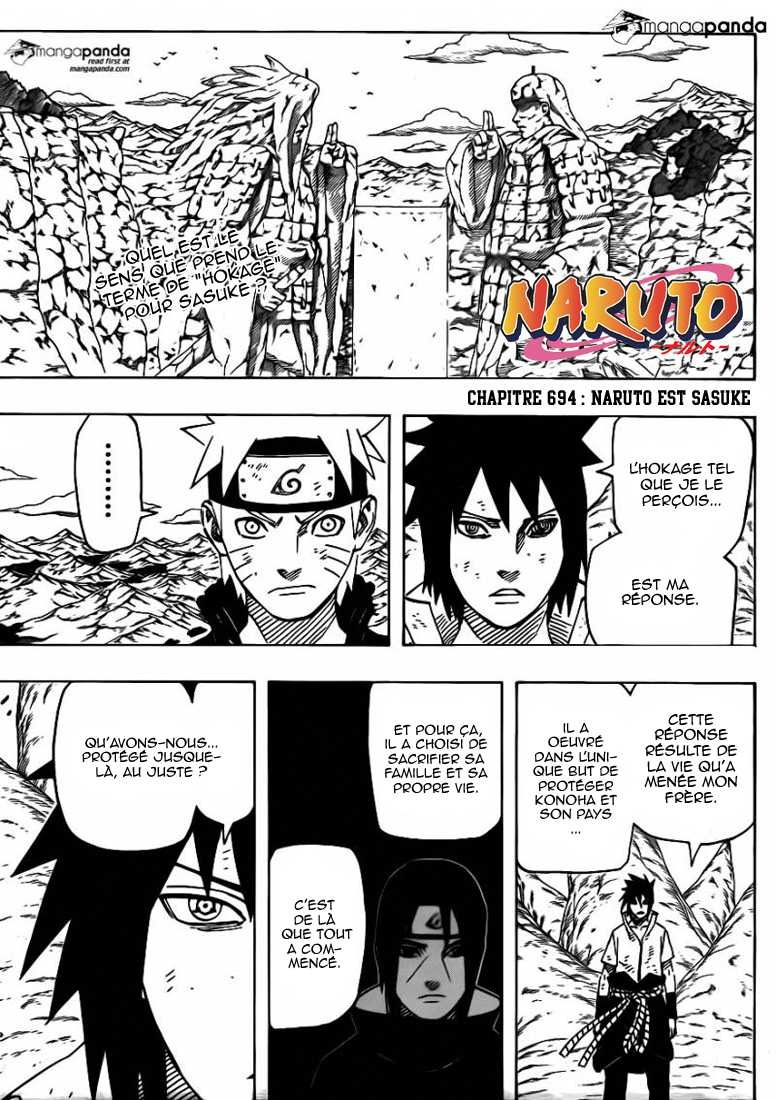 mangapanda
read first at
mangapanda.com
mangapanda
QUEL EST LE
SENS QUE PREND LE
TERME DE "HOKAGE"
POUR SASUKE ?
NARUTO
-ナルト-
CHAPITRE 694 : NARUTO EST SASUKE
L'HOKAGE TEL
QUE JE LE
PERÇOIS...
EST MA
RÉPONSE.
........
CETTE
RÉPONSE
RÉSULTE DE
LA VIE QU'A
MENÉE MON
FRÈRE.
IL A
OEUVRÉ
DANS L'UNI-
QUE BUT DE
PROTÉGER
KONOHA ET
SON PAYS
...
ET POUR ÇA,
IL A CHOISI DE
SACRIFIER SA
FAMILLE ET SA
PROPRE VIE.
C'EST
DE LÀ
QUE TOUT
A COM-
MENCÉ.
QU'AVONS-NOUS...
PROTÉGÉ JUSQUE-
LÀ, AU JUSTE ?